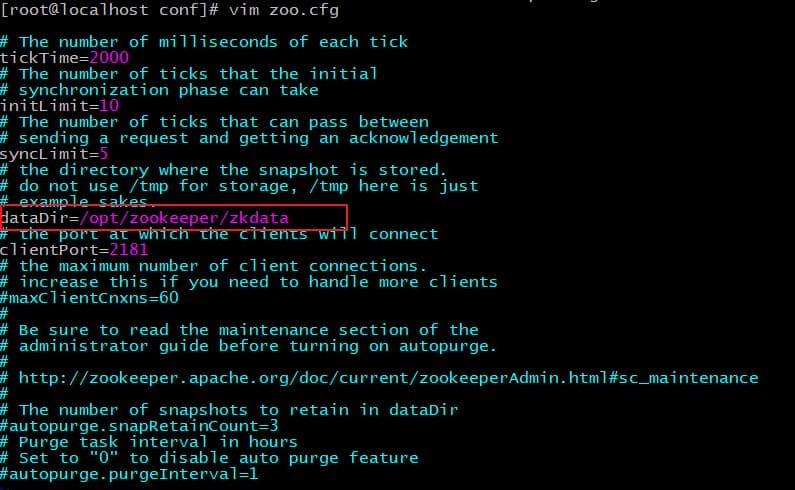 [root@localhost conf]# vim zoo.cfg
# The number of milliseconds of each tick
tickTime=2000
# The number of ticks that the initial
# synchronization phase can take
initLimit=10
# The number of ticks that can pass between
# sending a request and getting an acknowledgement
syncLimit=5
# the directory where the snapshot is stored.
# do not use /tmp for storage, /tmp here is just
# example sakes.
dataDir=/opt/zookeeper/zkdata
# the port at which the clients will connect
clientPort=2181
# the maximum number of client connections.
# increase this if you need to handle more clients
#maxClientCnxns=60
#
# Be sure to read the maintenance section of the
# administrator guide before turning on autopurge.
#
# http://zookeeper.apache.org/doc/current/zookeeperAdmin.html#sc_maintenance
#
# The number of snapshots to retain in dataDir
#autopurge.snapRetainCount=3
# Purge task interval in hours
# Set to "0" to disable auto purge feature
#autopurge.purgeInterval=1